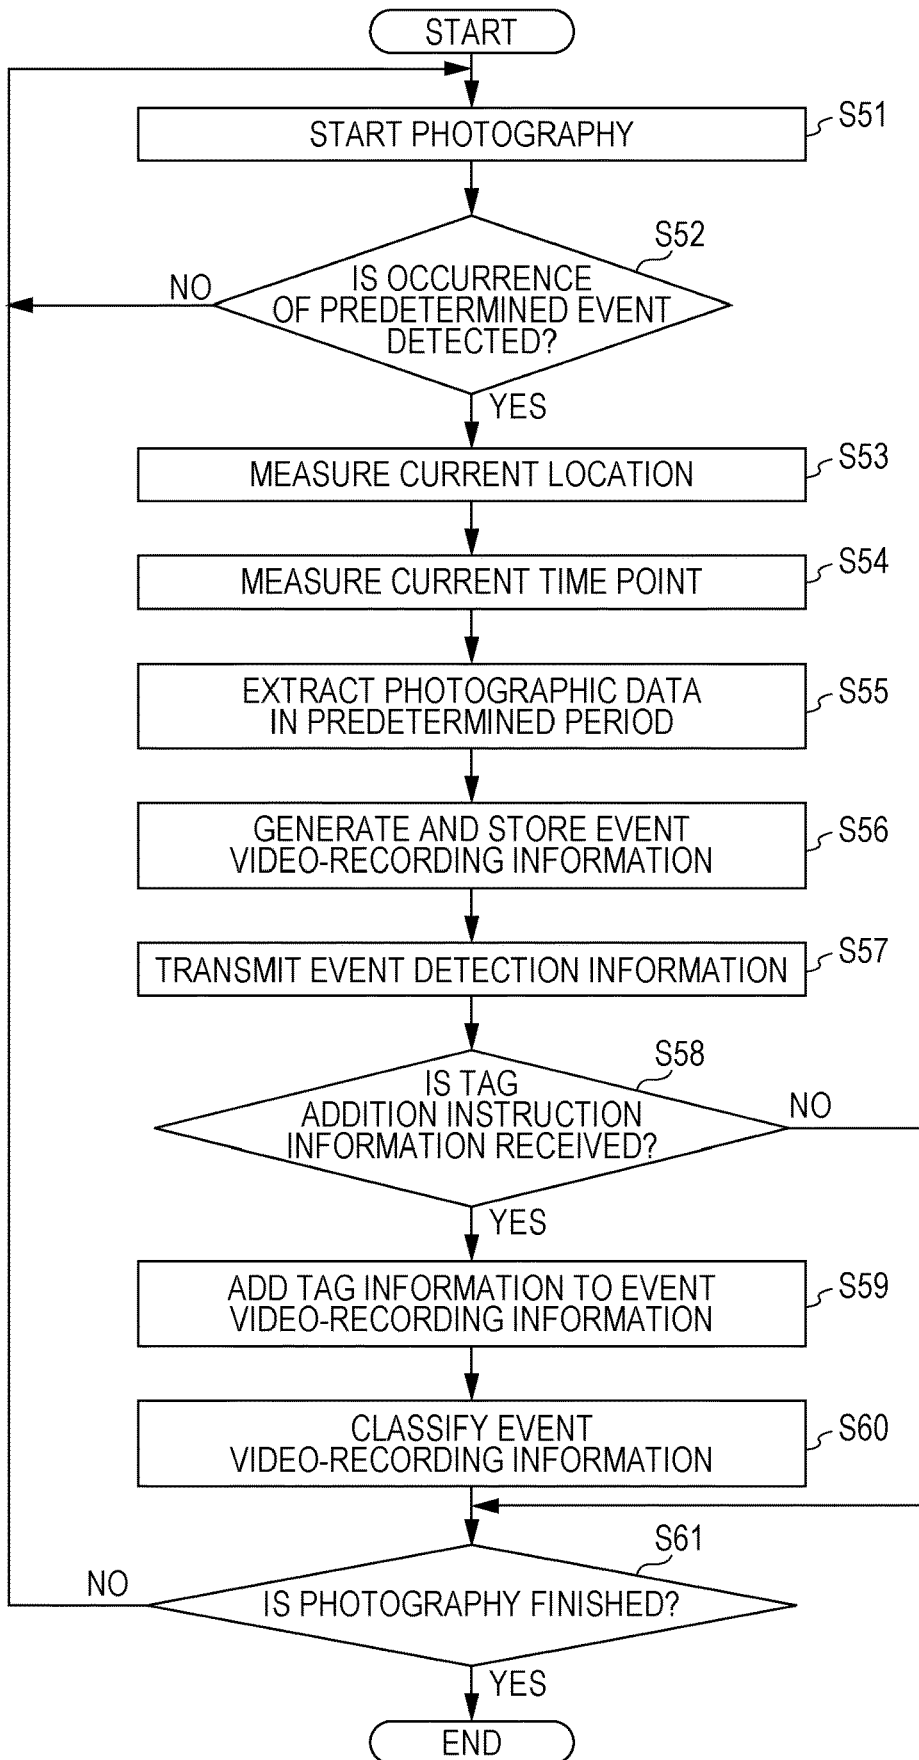 START
START PHOTOGRAPHY
S51
S52
IS OCCURRENCE
OF PREDETERMINED EVENT
DETECTED?
NO
YES
MEASURE CURRENT LOCATION
S53
MEASURE CURRENT TIME POINT
S54
EXTRACT PHOTOGRAPHIC DATA
IN PREDETERMINED PERIOD
S55
GENERATE AND STORE EVENT
VIDEO-RECORDING INFORMATION
S56
TRANSMIT EVENT DETECTION INFORMATION
S57
S58
IS TAG
ADDITION INSTRUCTION
INFORMATION RECEIVED?
NO
YES
ADD TAG INFORMATION TO EVENT
VIDEO-RECORDING INFORMATION
S59
CLASSIFY EVENT
VIDEO-RECORDING INFORMATION
S60
S61
IS PHOTOGRAPHY FINISHED?
NO
YES
END